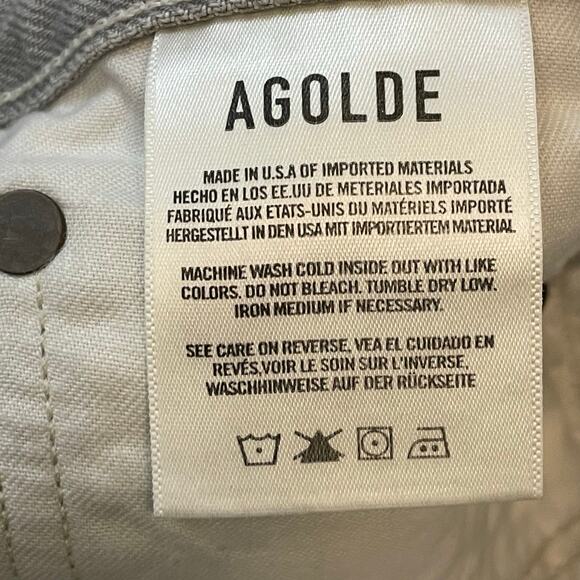 AGOLDE
MADE IN U.S.A OF IMPORTED MATERIALS
HECHO EN LOS EE.UU DE METERIALES IMPORTADA
FABRIQUÉ AUX ETATS-UNIS DU MATÉRIELS IMPORTÉ
HERGESTELLT IN DEN USA MIT IMPORTIERTEM MATERIAL
MACHINE WASH COLD INSIDE OUT WITH LIKE
COLORS. DO NOT BLEACH. TUMBLE DRY LOW.
IRON MEDIUM IF NECESSARY.
SEE CARE ON REVERSE. VEA EL CUIDADO EN
REVÉS.VOIR LE SOIN SUR L'INVERSE.
WASCHHINWEISE AUF DER RÜCKSEITE